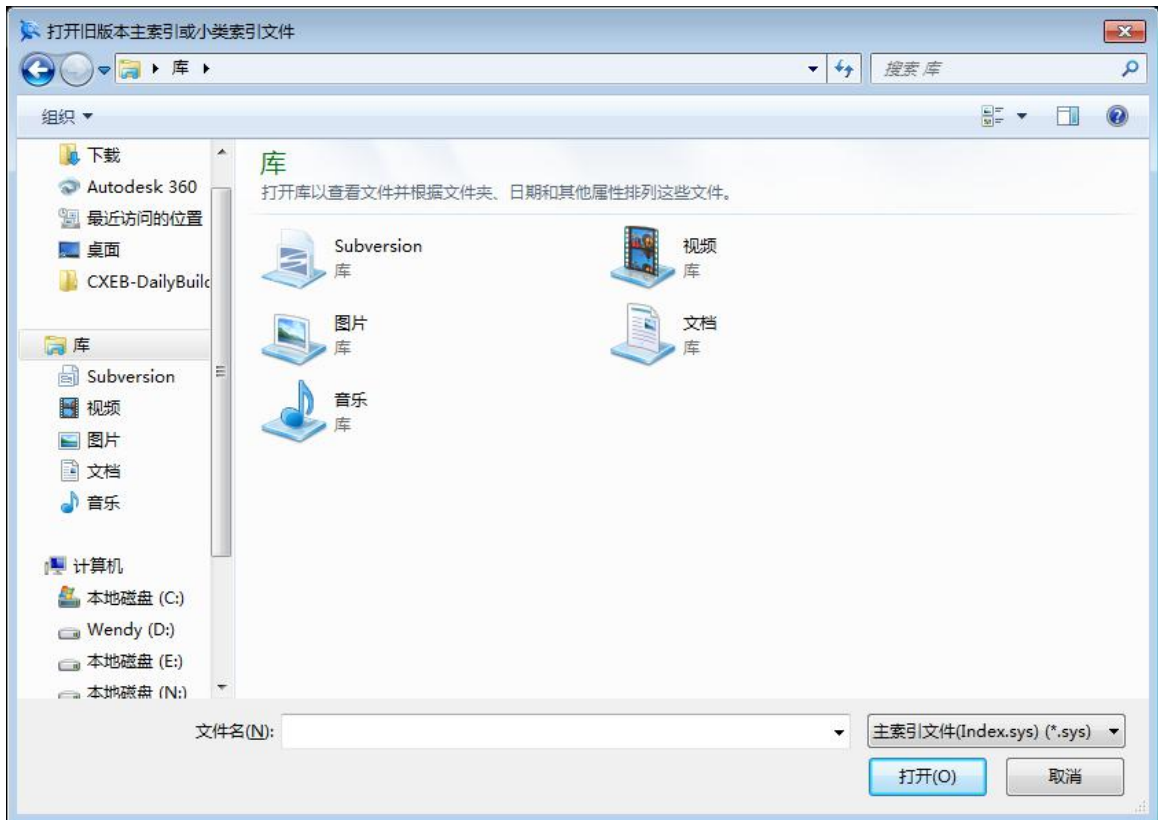 打开旧版本主索引或小类索引文件
库
搜索 库
组织
下载
Autodesk 360
最近访问的位置
桌面
CXEB-DailyBuild
库
Subversion
视频
图片
文档
音乐
计算机
本地磁盘 (C:)
Wendy (D:)
本地磁盘 (E:)
本地磁盘 (N:)
库
打开库以查看文件并根据文件夹、日期和其他属性排列这些文件。
Subversion
库
视频
库
图片
库
文档
库
音乐
库
文件名(N):
主索引文件(Index.sys) (*.sys)
打开(O)
取消